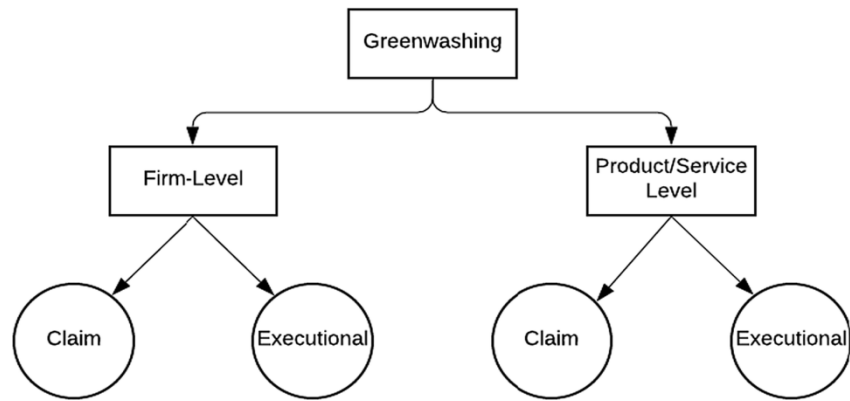 Greenwashing
Firm-Level
Product/Service
Level
Claim
Executional
Claim
Executional